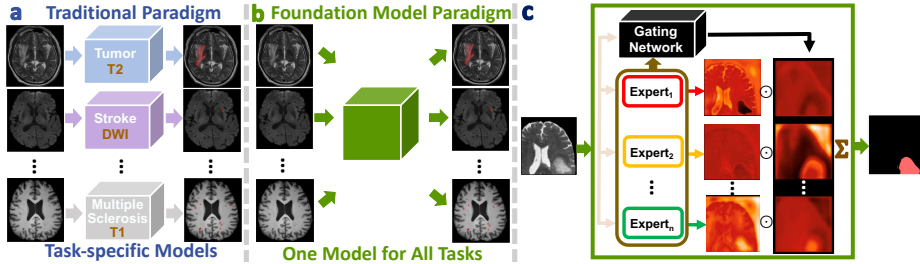 a Traditional Paradigm
Tumor
T2
Stroke
DWI
Multiple
Sclerosis
T1
Task-specific Models
b Foundation Model Paradigm
One Model for All Tasks
c
Gating
Network
Expert1
Expert2
Expertn
Σ